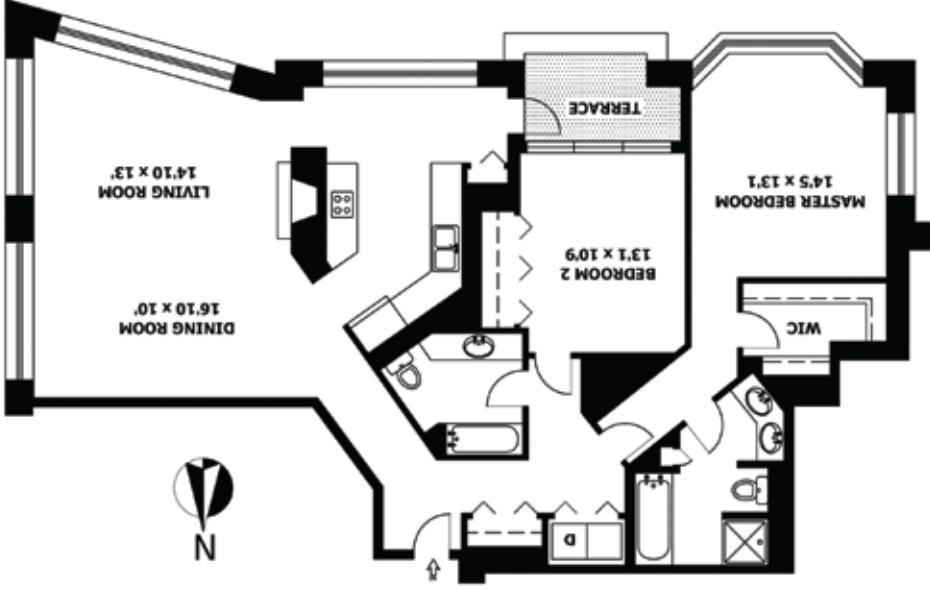 TERRACE
LIVING ROOM
14'10 x 13'
MASTER BEDROOM
14'5 x 13'1
BEDROOM 2
13'1 x 10'9
DINING ROOM
16'10 x 10'
WIC
D
N